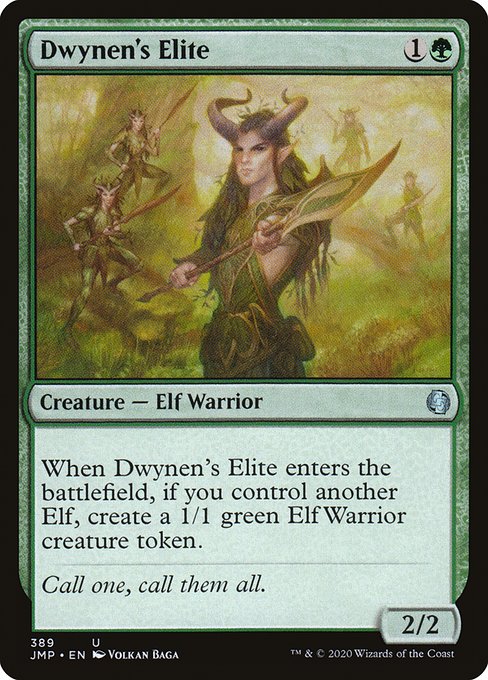 Dwynen's Elite 1
Creature — Elf Warrior
When Dwynen's Elite enters the
battlefield, if you control another
Elf, create a 1/1 green Elf Warrior
creature token.
Call one, call them all.
2/2
389 U
JMP • EN Volkan Baga
™ & © 2020 Wizards of the Coast